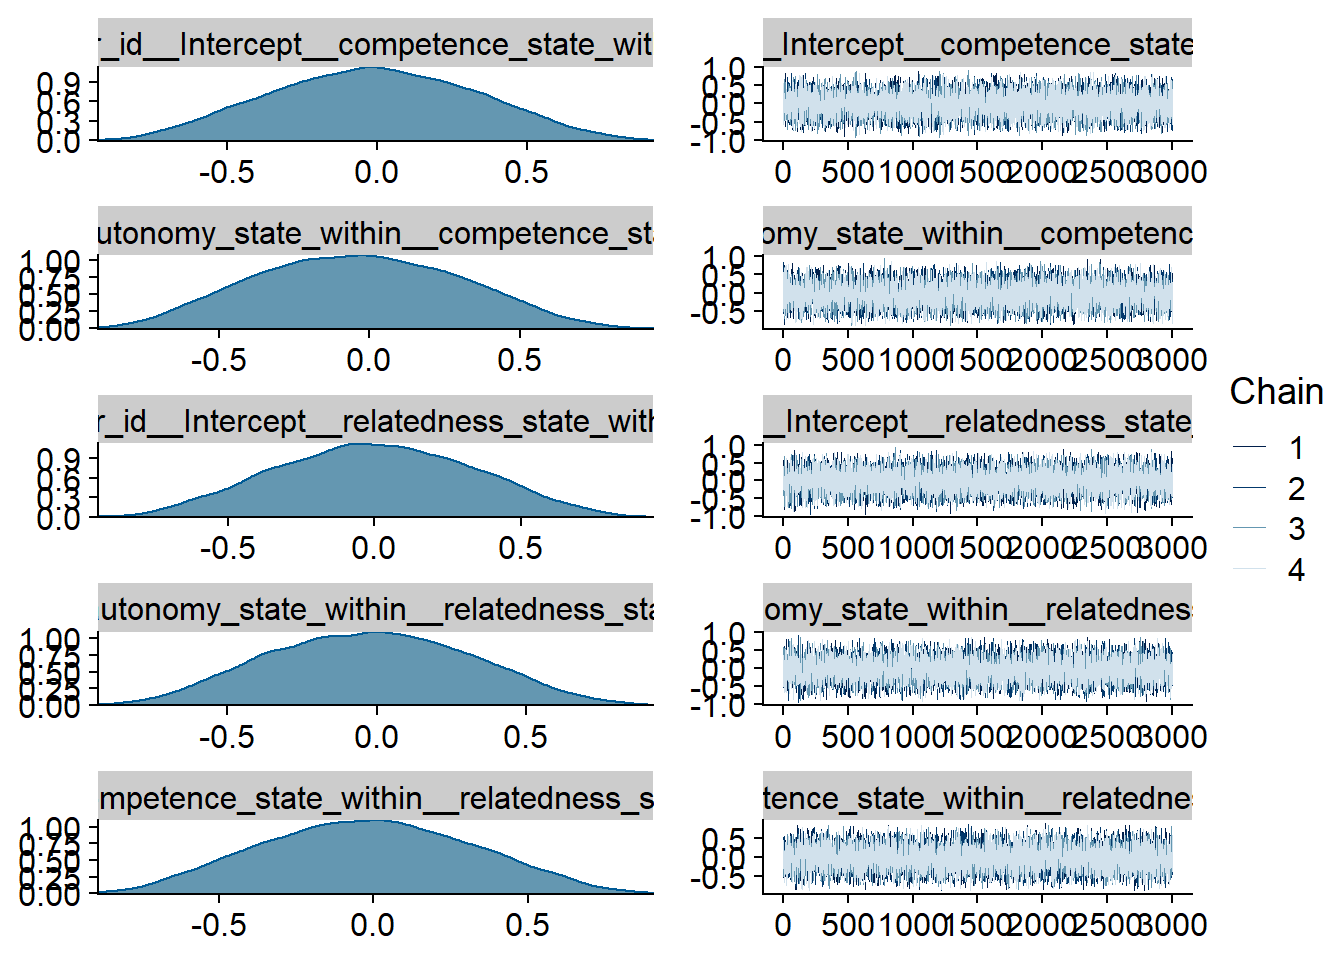 r_id__Intercept__competence_state_wit
__Intercept__competence_state_
0.9
0.6
0.3
0.0
1.0
0.5
0.0
-0.5
-1.0
-0.5 0.0 0.5
0 500 1000 1500 2000 2500 3000
utonomy_state_within__competence_sta
omy_state_within__competenc
1.00
0.75
0.50
0.25
0.00
1.0
0.5
0.0
-0.5
-0.5 0.0 0.5
0 500 1000 1500 2000 2500 3000
r_id__Intercept__relatedness_state_with
__Intercept__relatedness_state_
0.9
0.6
0.3
0.0
1.0
0.5
0.0
-0.5
-1.0
-0.5 0.0 0.5
0 500 1000 1500 2000 2500 3000
utonomy_state_within__relatedness_sta
omy_state_within__relatedness
1.00
0.75
0.50
0.25
0.00
1.0
0.5
0.0
-0.5
-1.0
-0.5 0.0 0.5
0 500 1000 1500 2000 2500 3000
mpetence_state_within__relatedness_s
tence_state_within__relatednes
1.00
0.75
0.50
0.25
0.00
0.5
0.0
-0.5
-0.5 0.0 0.5
0 500 1000 1500 2000 2500 3000
Chain
1
2
3
4